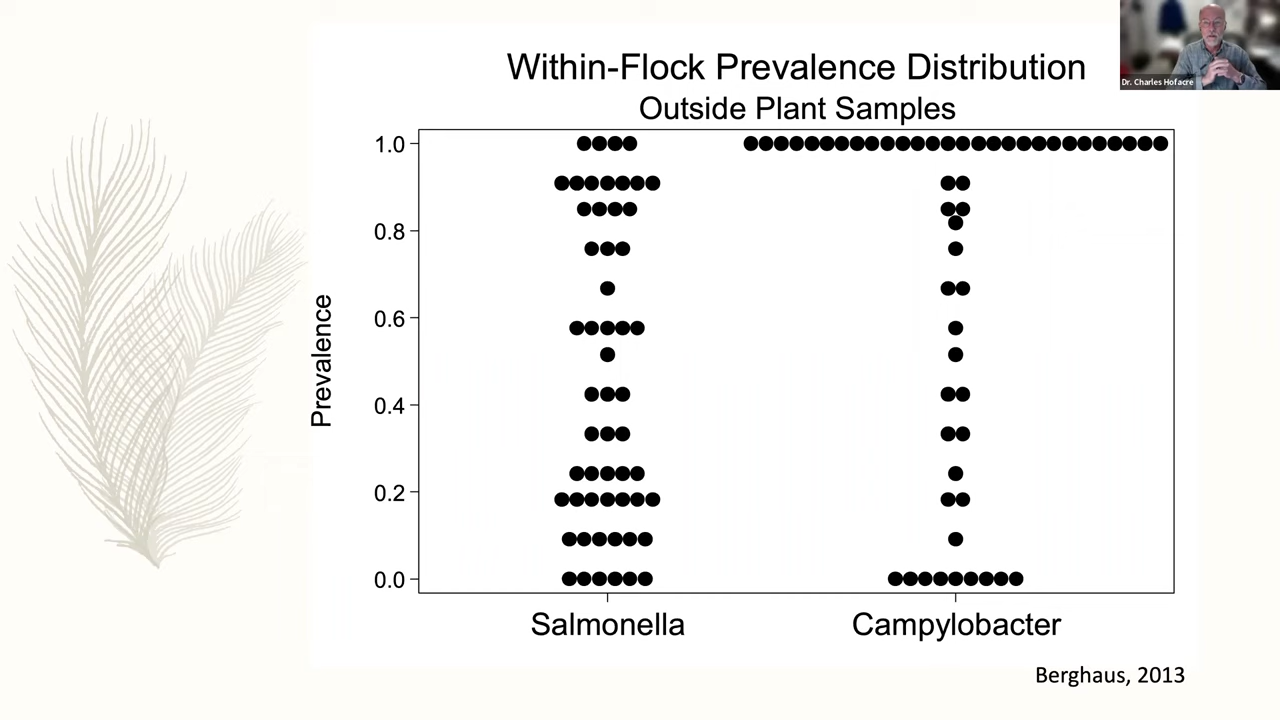 Within-Flock Prevalence Distribution
Outside Plant Samples
Dr. Charles Hofacre
Prevalence
1.0
0.8
0.6
0.4
0.2
0.0
Salmonella
Campylobacter
Berghaus, 2013